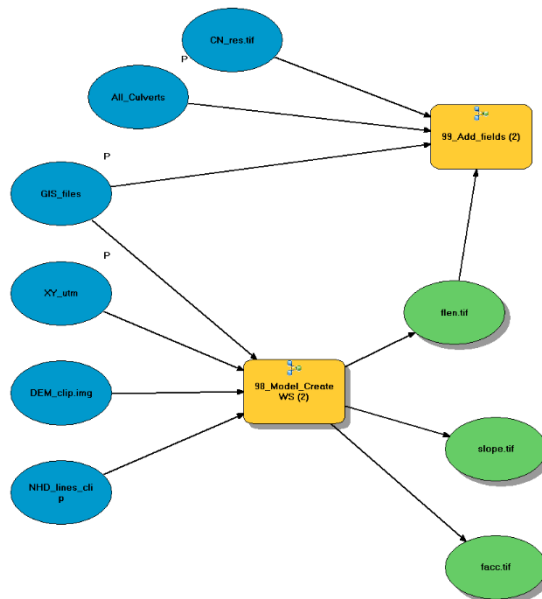 CN_res.tif
P
All_Culverts
99_Add_fields (2)
P
GIS_files
P
XY_utm
flen.tif
98_Model_Create
WS (2)
DEM_clip.img
slope.tif
NHD_lines_cli
p
facc.tif